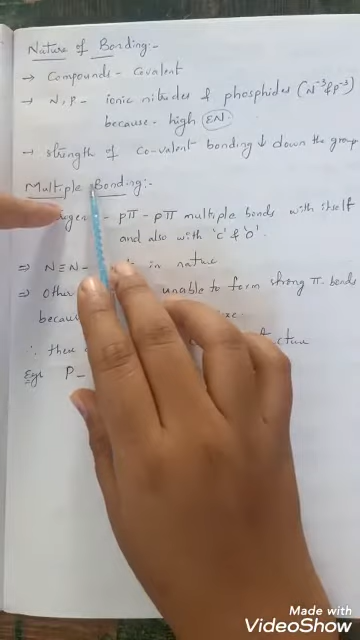 Nature of Bonding:-
→ Compounds - Covalent
→ N, P - ionic nitrides & phosphides (N⁻³ & P⁻³)
because high EN
→ strength of co-valent bonding ↓ down the group
Multiple Bonding:-
- pπ - pπ multiple bonds with itself
and also with 'C' & 'O'.
⇒ N≡N - in nature
⇒ Other unable to form strong π-bonds
because
∴ there
Eg: P-
Made with
VideoShow